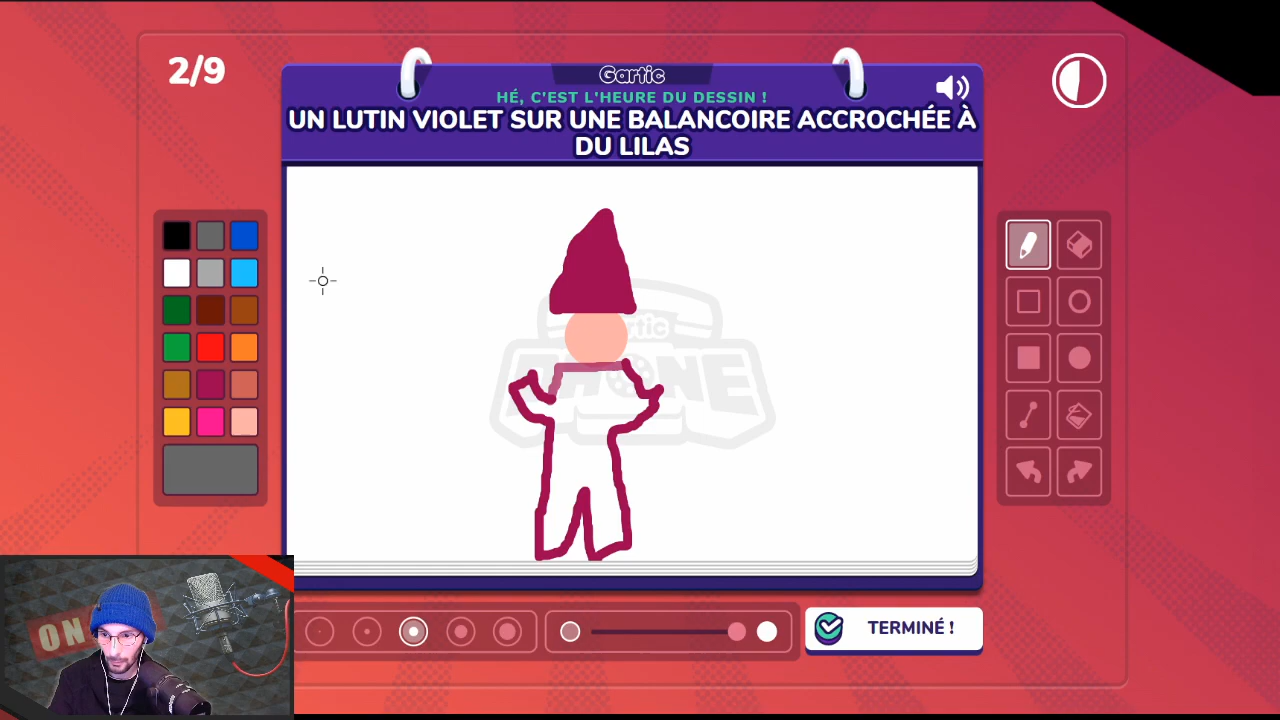 2/9
Gartic
HÉ, C'EST L'HEURE DU DESSIN !
UN LUTIN VIOLET SUR UNE BALANCOIRE ACCROCHÉE À
DU LILAS
TERMINÉ !
ON